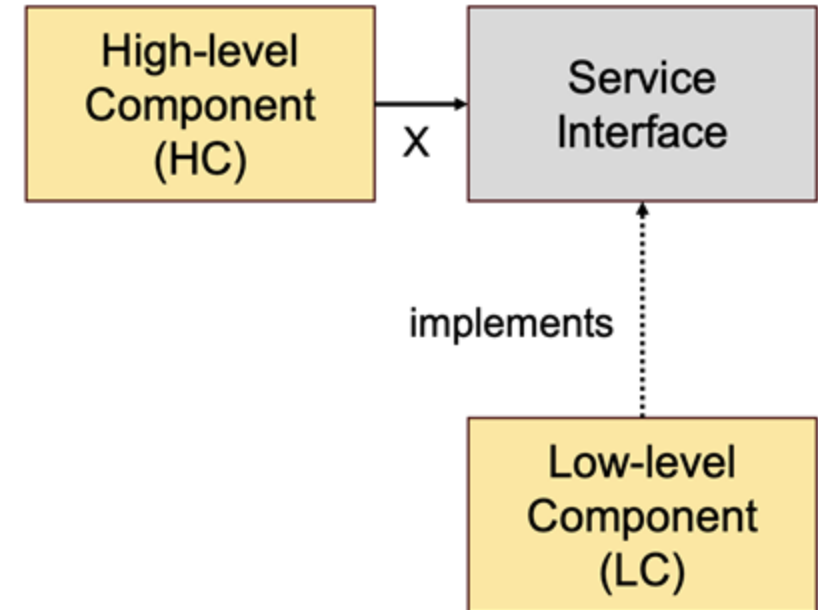 High-level
Component
(HC)
X
Service
Interface
implements
Low-level
Component
(LC)